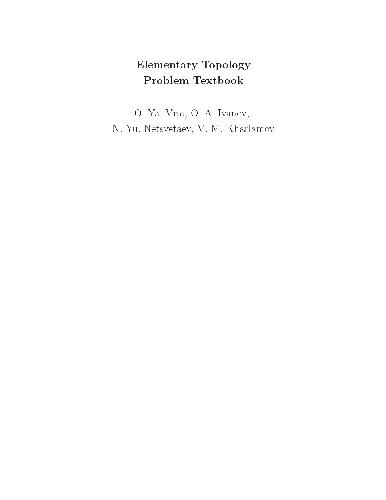 Elementary Topology
Problem Textbook
O. Ya. Viro, O. A. Ivanov,
N. Yu. Netsvetaev, V. M. Kharlamov